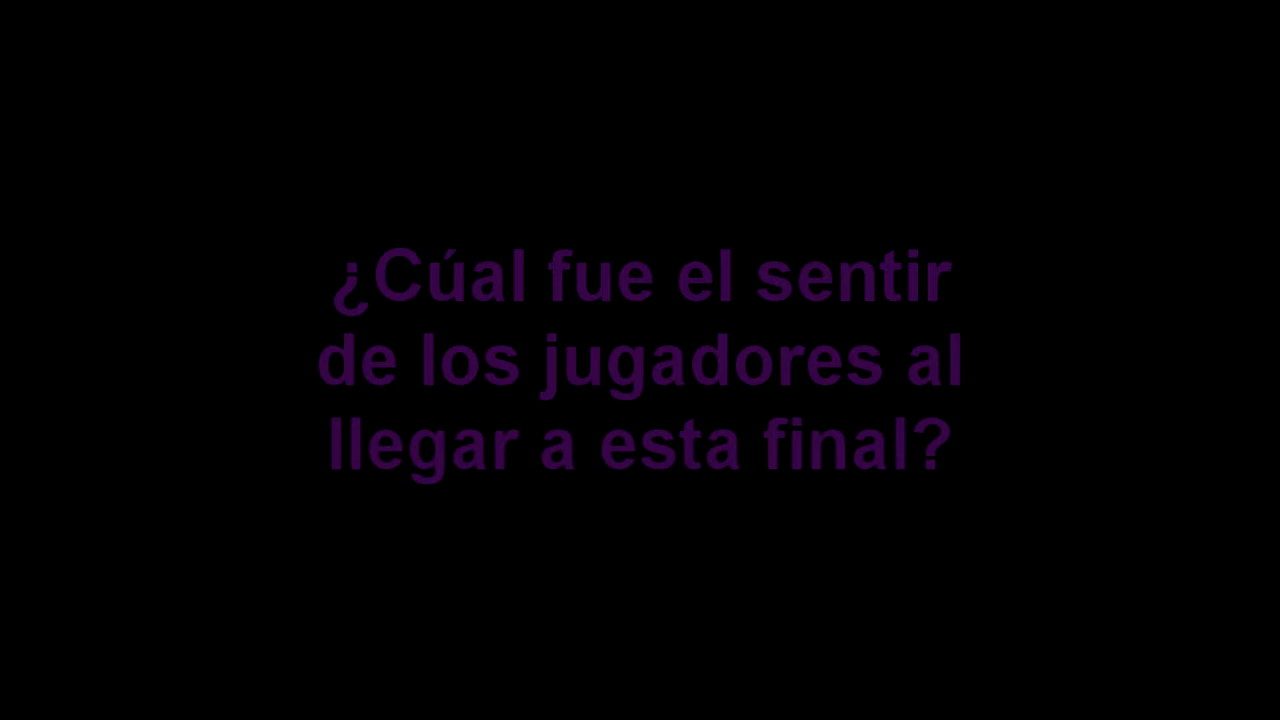 ¿Cúal fue el sentir
de los jugadores al
llegar a esta final?